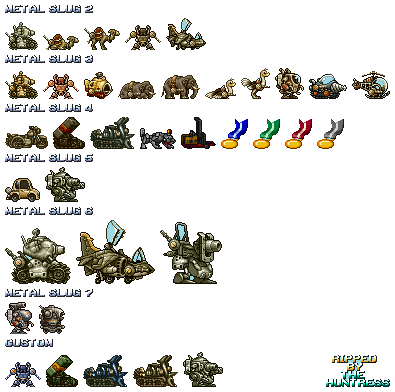 METAL SLUG 2
METAL SLUG 3
METAL SLUG 4
METAL SLUG 5
METAL SLUG 6
METAL SLUG 7
CUSTOM
RIPPED
BY
THE
HUNTRESS